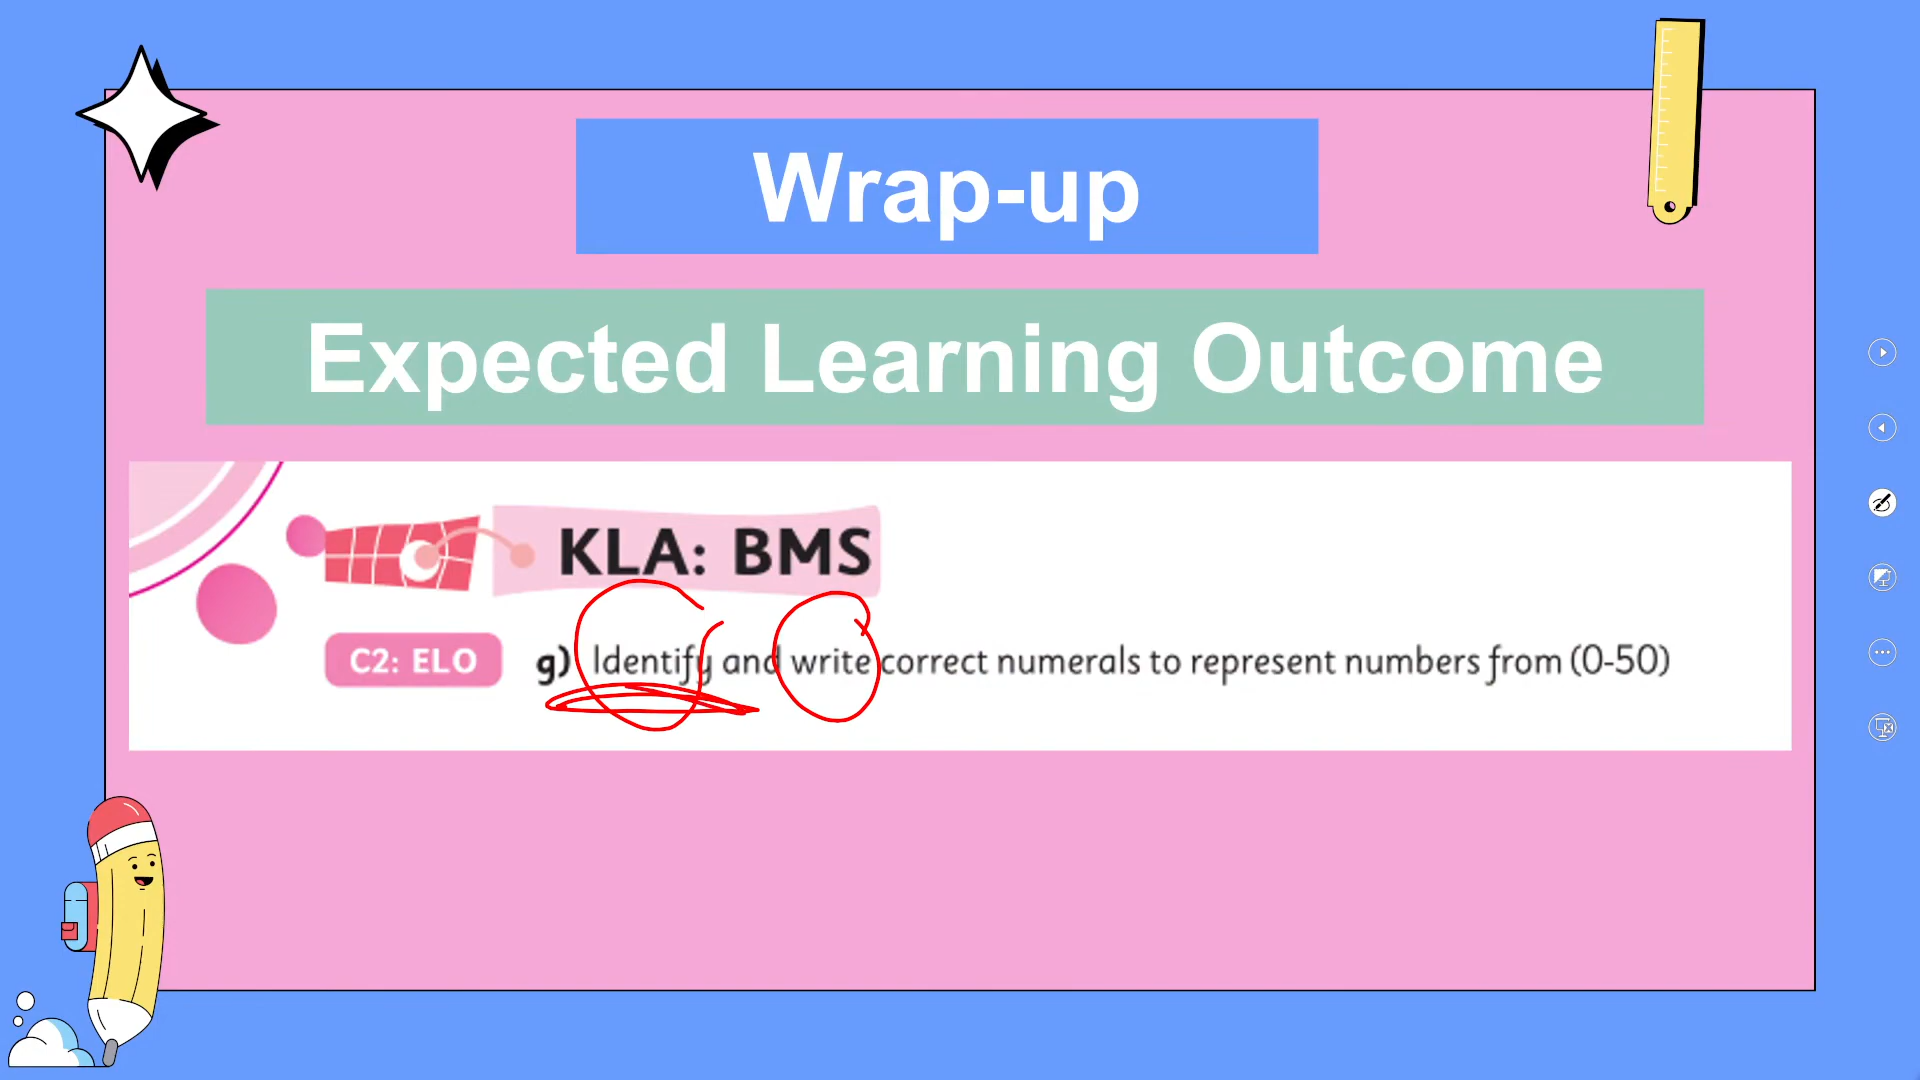 Wrap-up
Expected Learning Outcome
KLA: BMS
C2: ELO g) Identify and write correct numerals to represent numbers from (0-50)